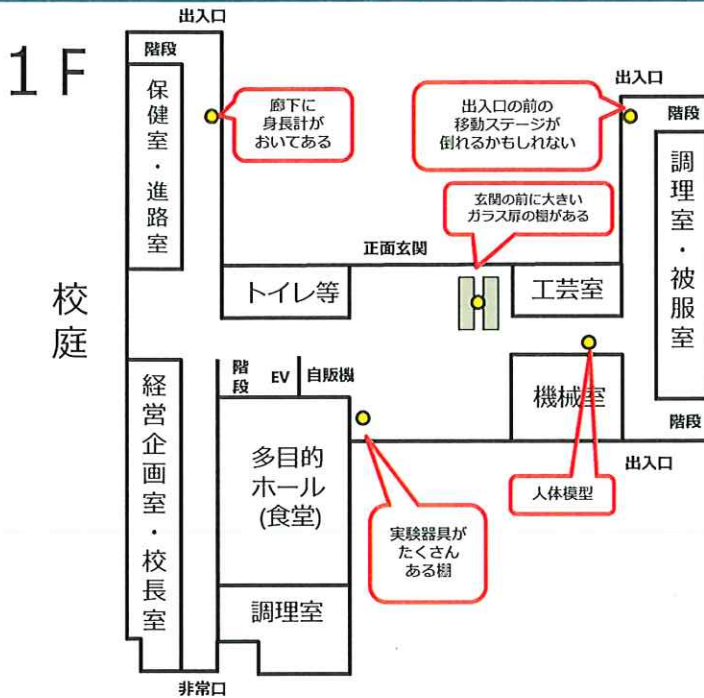 1F
出入口
階段
保健室・進路室
廊下に
身長計が
おいてある
出入口の前の
移動ステージが
倒れるかもしれない
出入口
階段
調理室・被服室
玄関の前に大きい
ガラス扉の棚がある
正面玄関
トイレ等
工芸室
校庭
階段
EV
自販機
経営企画室・校長室
多目的
ホール
(食堂)
機械室
階段
出入口
人体模型
実験器具が
たくさん
ある棚
調理室
非常口